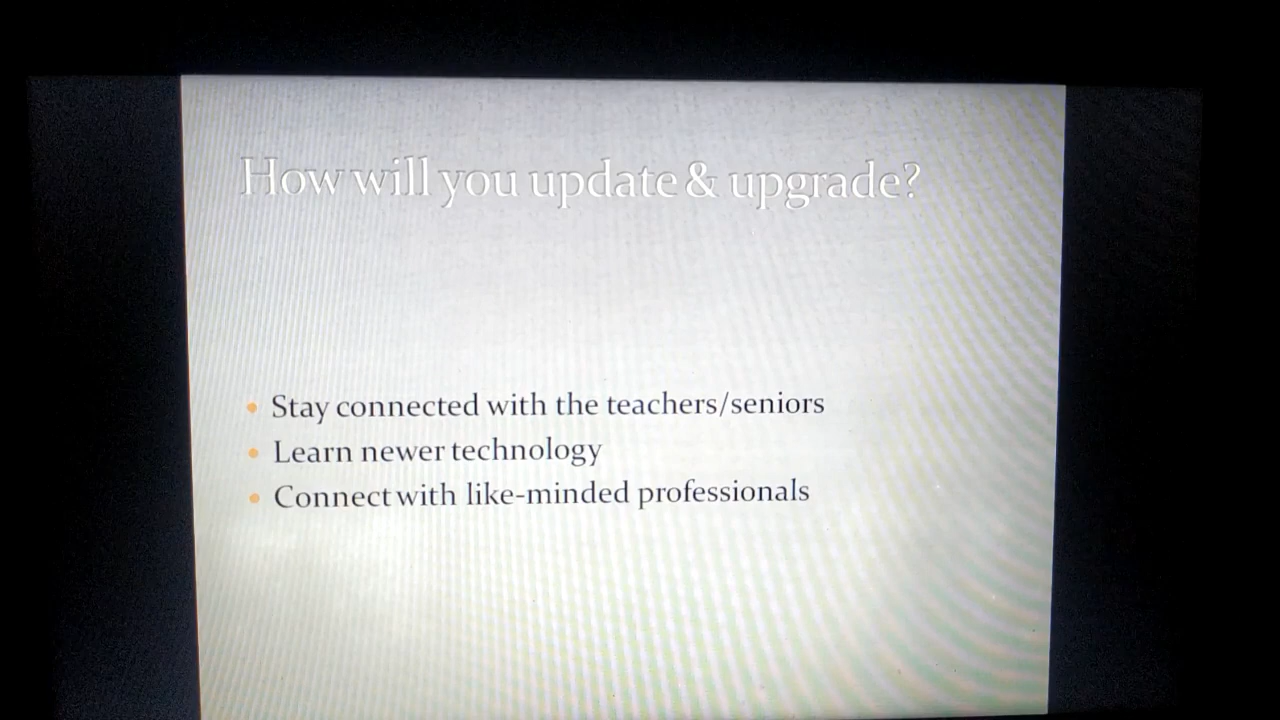 How will you update & upgrade?
Stay connected with the teachers/seniors
Learn newer technology
Connect with like-minded professionals